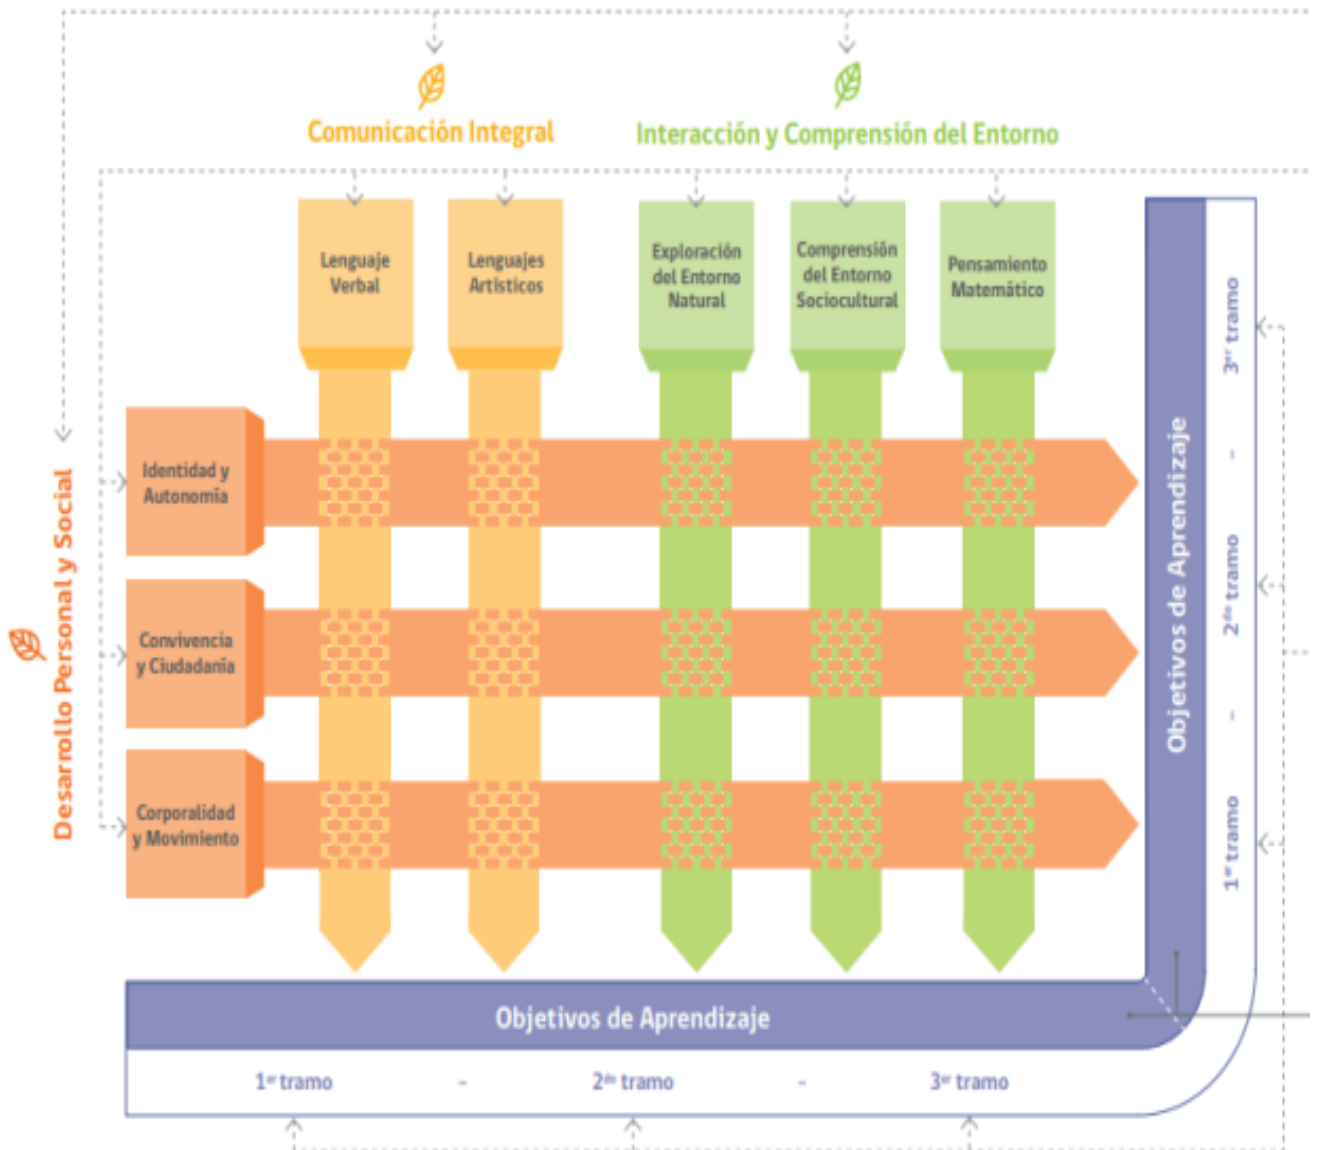 Comunicación Integral
Interacción y Comprensión del Entorno
Lenguaje
Verbal
Lenguajes
Artísticos
Exploración
del Entorno
Natural
Comprensión
del Entorno
Sociocultural
Pensamiento
Matemático
Desarrollo Personal y Social
Identidad y
Autonomía
Convivencia
y Ciudadanía
Corporalidad
y Movimiento
Objetivos de Aprendizaje
1er tramo - 2do tramo - 3er tramo
Objetivos de Aprendizaje
1er tramo - 2do tramo - 3er tramo